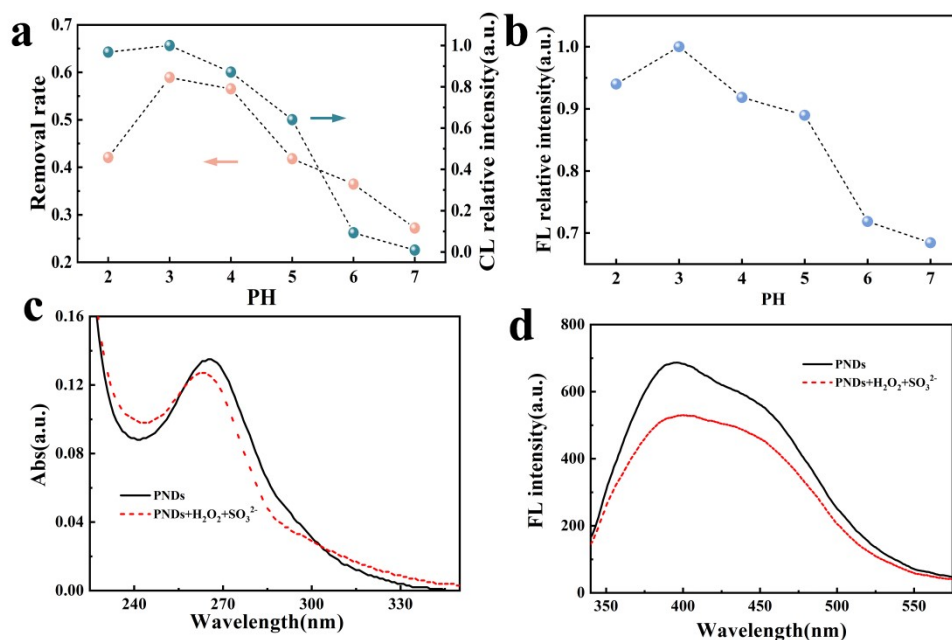 a
0.7
0.6
0.5
0.4
0.3
0.2
Removal rate
1.0
0.8
0.6
0.4
0.2
0.0
CL relative intensity(a.u.)
2 3 4 5 6 7
PH
b
1.0
0.9
0.8
0.7
FL relative intensity(a.u.)
2 3 4 5 6 7
PH
c
0.16
0.12
0.08
0.04
0.00
Abs(a.u.)
PNDs
PNDs+H₂O₂+SO₃²⁻
240 270 300 330
Wavelength(nm)
d
800
600
400
200
0
FL intensity(a.u.)
PNDs
PNDs+H₂O₂+SO₃²⁻
350 400 450 500 550
Wavelength(nm)